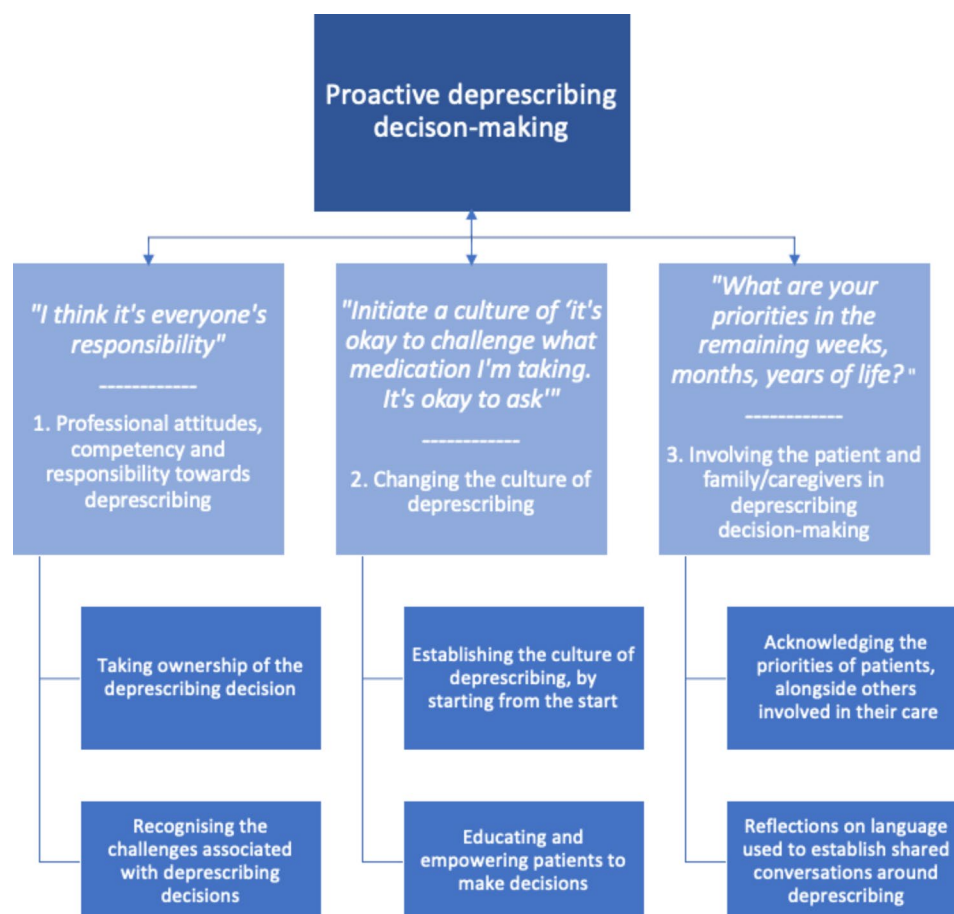 Proactive deprescribing
decison-making
"I think it's everyone's
responsibility"
------------
1. Professional attitudes,
competency and
responsibility towards
deprescribing
"Initiate a culture of ‘it's
okay to challenge what
medication I'm taking.
It's okay to ask'"
------------
2. Changing the culture of
deprescribing
"What are your
priorities in the
remaining weeks,
months, years of life? "
------------
3. Involving the patient and
family/caregivers in
deprescribing
decision-making
Taking ownership of the
deprescribing decision
Establishing the culture of
deprescribing, by
starting from the start
Acknowledging the
priorities of patients,
alongside others
involved in their care
Recognising the
challenges associated
with deprescribing
decisions
Educating and
empowering patients to
make decisions
Reflections on language
used to establish shared
conversations around
deprescribing